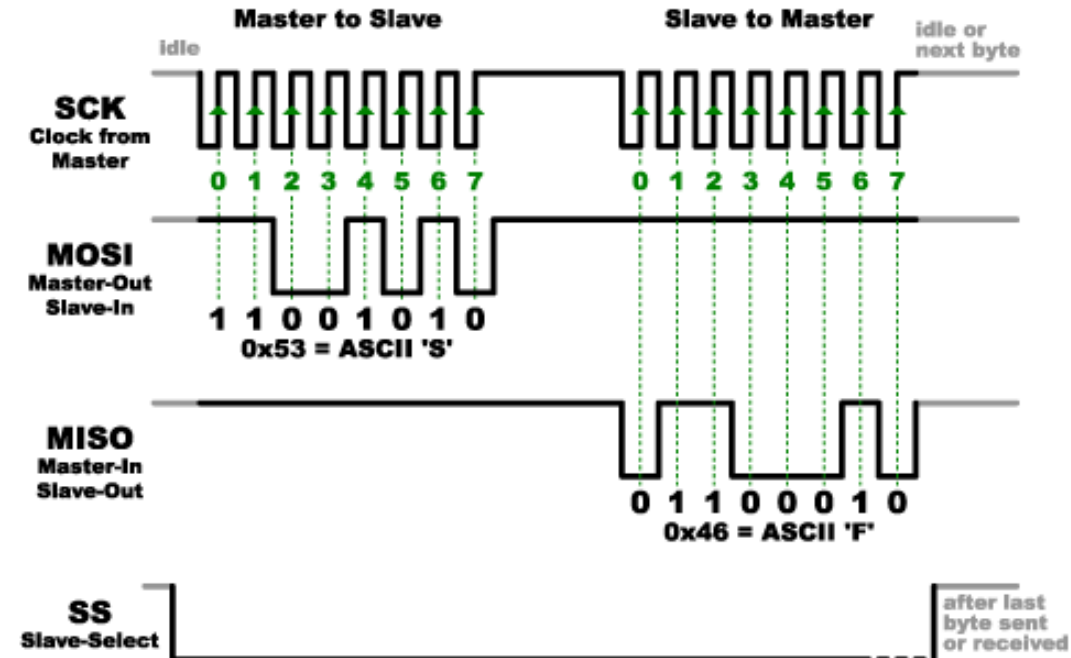 Master to Slave
Slave to Master
idle
idle or
next byte
SCK
Clock from
Master
0 1 2 3 4 5 6 7
0 1 2 3 4 5 6 7
MOSI
Master-Out
Slave-In
1 1 0 0 1 0 1 0
0x53 = ASCII 'S'
MISO
Master-In
Slave-Out
0 1 1 0 0 0 1 0
0x46 = ASCII 'F'
SS
Slave-Select
after last
byte sent
or received